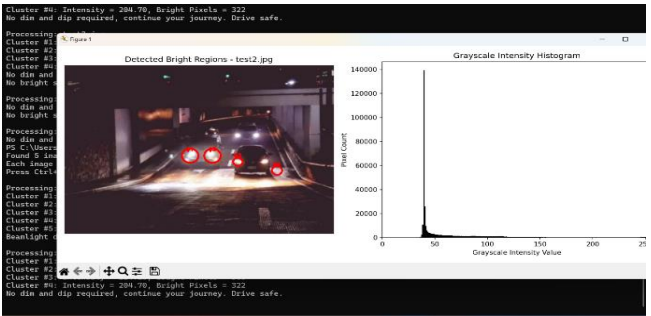 Cluster #4: Intensity = 204.70, Bright Pixels = 322
No dim and dip required, continue your journey. Drive safe.
Processing:
Figure 1
Cluster #1:
Cluster #2:
Cluster #3:
Cluster #4:
No dim and
No bright s
Processing:
No dim and
No bright s
Processing:
No dim and
PS C:\Users
Found 5 ima
Each image
Press Ctrl+
Processing:
Cluster #1:
Cluster #2:
Cluster #3:
Cluster #4:
Cluster #5:
Beamlight d
Processing:
Cluster #1:
Cluster #2:
Cluster #3:
Cluster #4: Intensity = 204.70, Bright Pixels = 322
No dim and dip required, continue your journey. Drive safe.
Detected Bright Regions - test2.jpg
Grayscale Intensity Histogram
Pixel Count
140000
120000
100000
80000
60000
40000
20000
0
0 50 100 150 200
Grayscale Intensity Value